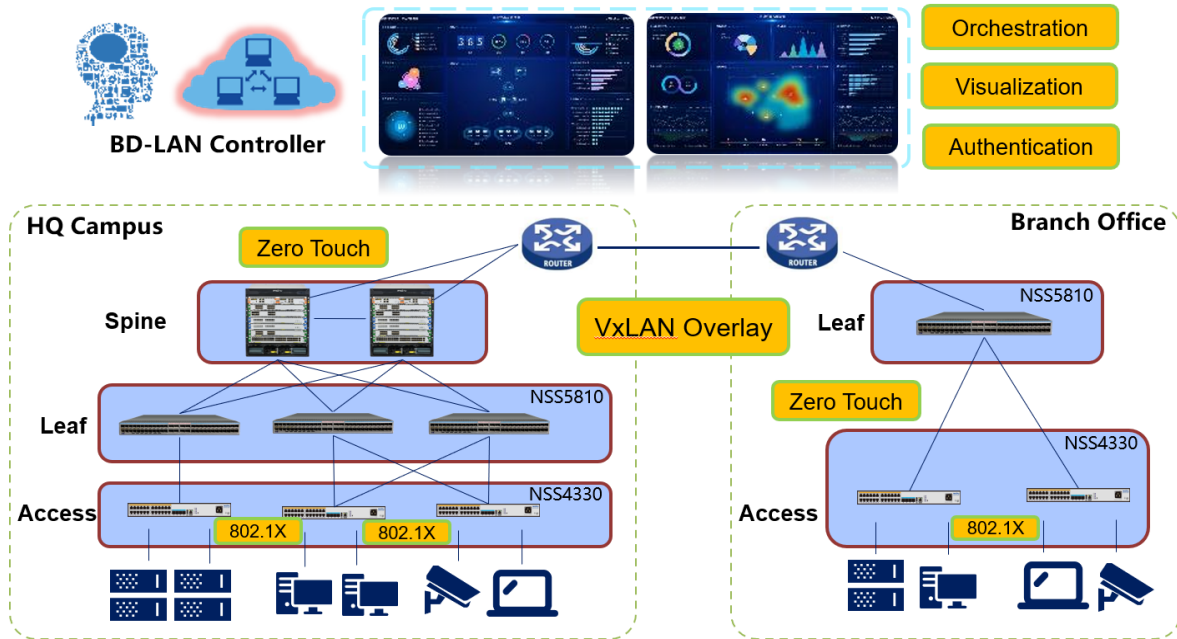 Orchestration
Visualization
Authentication
BD-LAN Controller
365
HQ Campus
Branch Office
Zero Touch
ROUTER
ROUTER
Spine
NSS5810
Leaf
VxLAN Overlay
NSS5810
Leaf
Zero Touch
NSS4330
NSS4330
Access
802.1X
802.1X
Access
802.1X